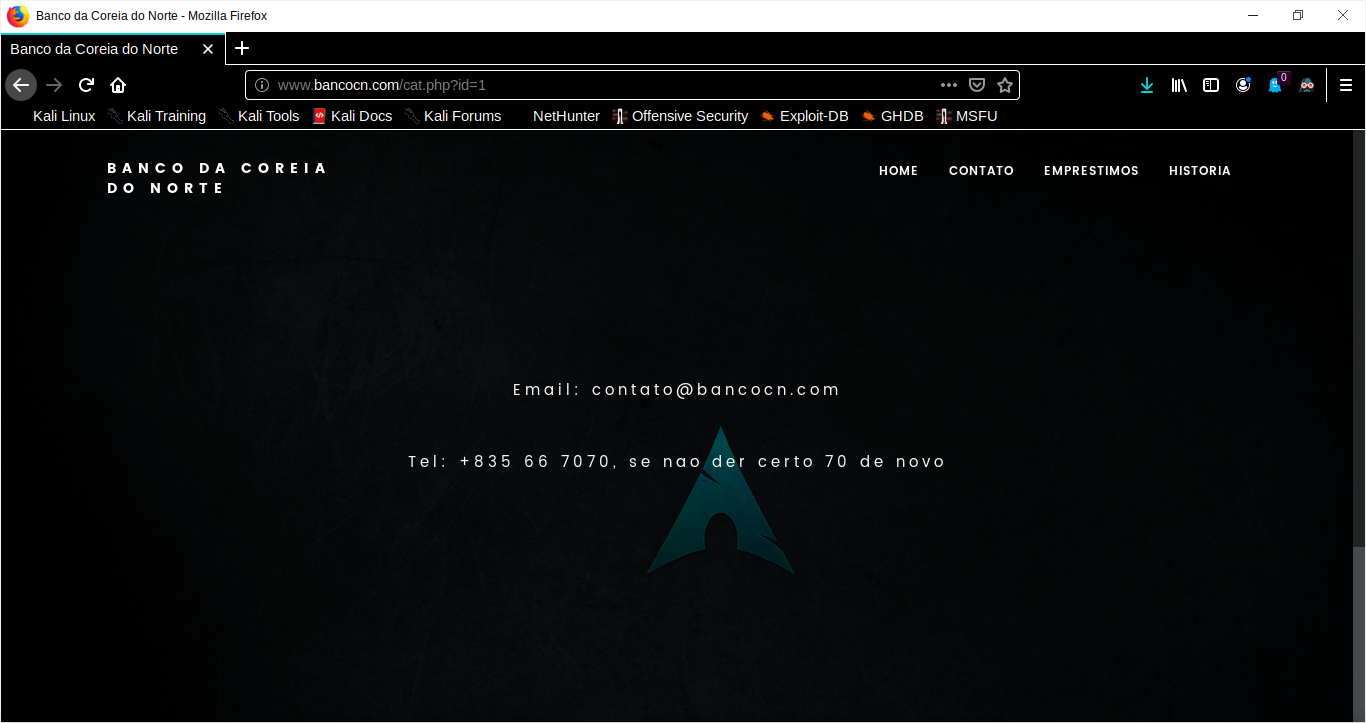 Banco da Coreia do Norte - Mozilla Firefox
Banco da Coreia do Norte
www.bancocn.com/cat.php?id=1
0
Kali Linux Kali Training Kali Tools Kali Docs Kali Forums NetHunter Offensive Security Exploit-DB GHDB MSFU
BANCO DA COREIA
DO NORTE
HOME CONTATO EMPRESTIMOS HISTORIA
Email: contato@bancocn.com
Tel: +835 66 7070, se nao der certo 70 de novo